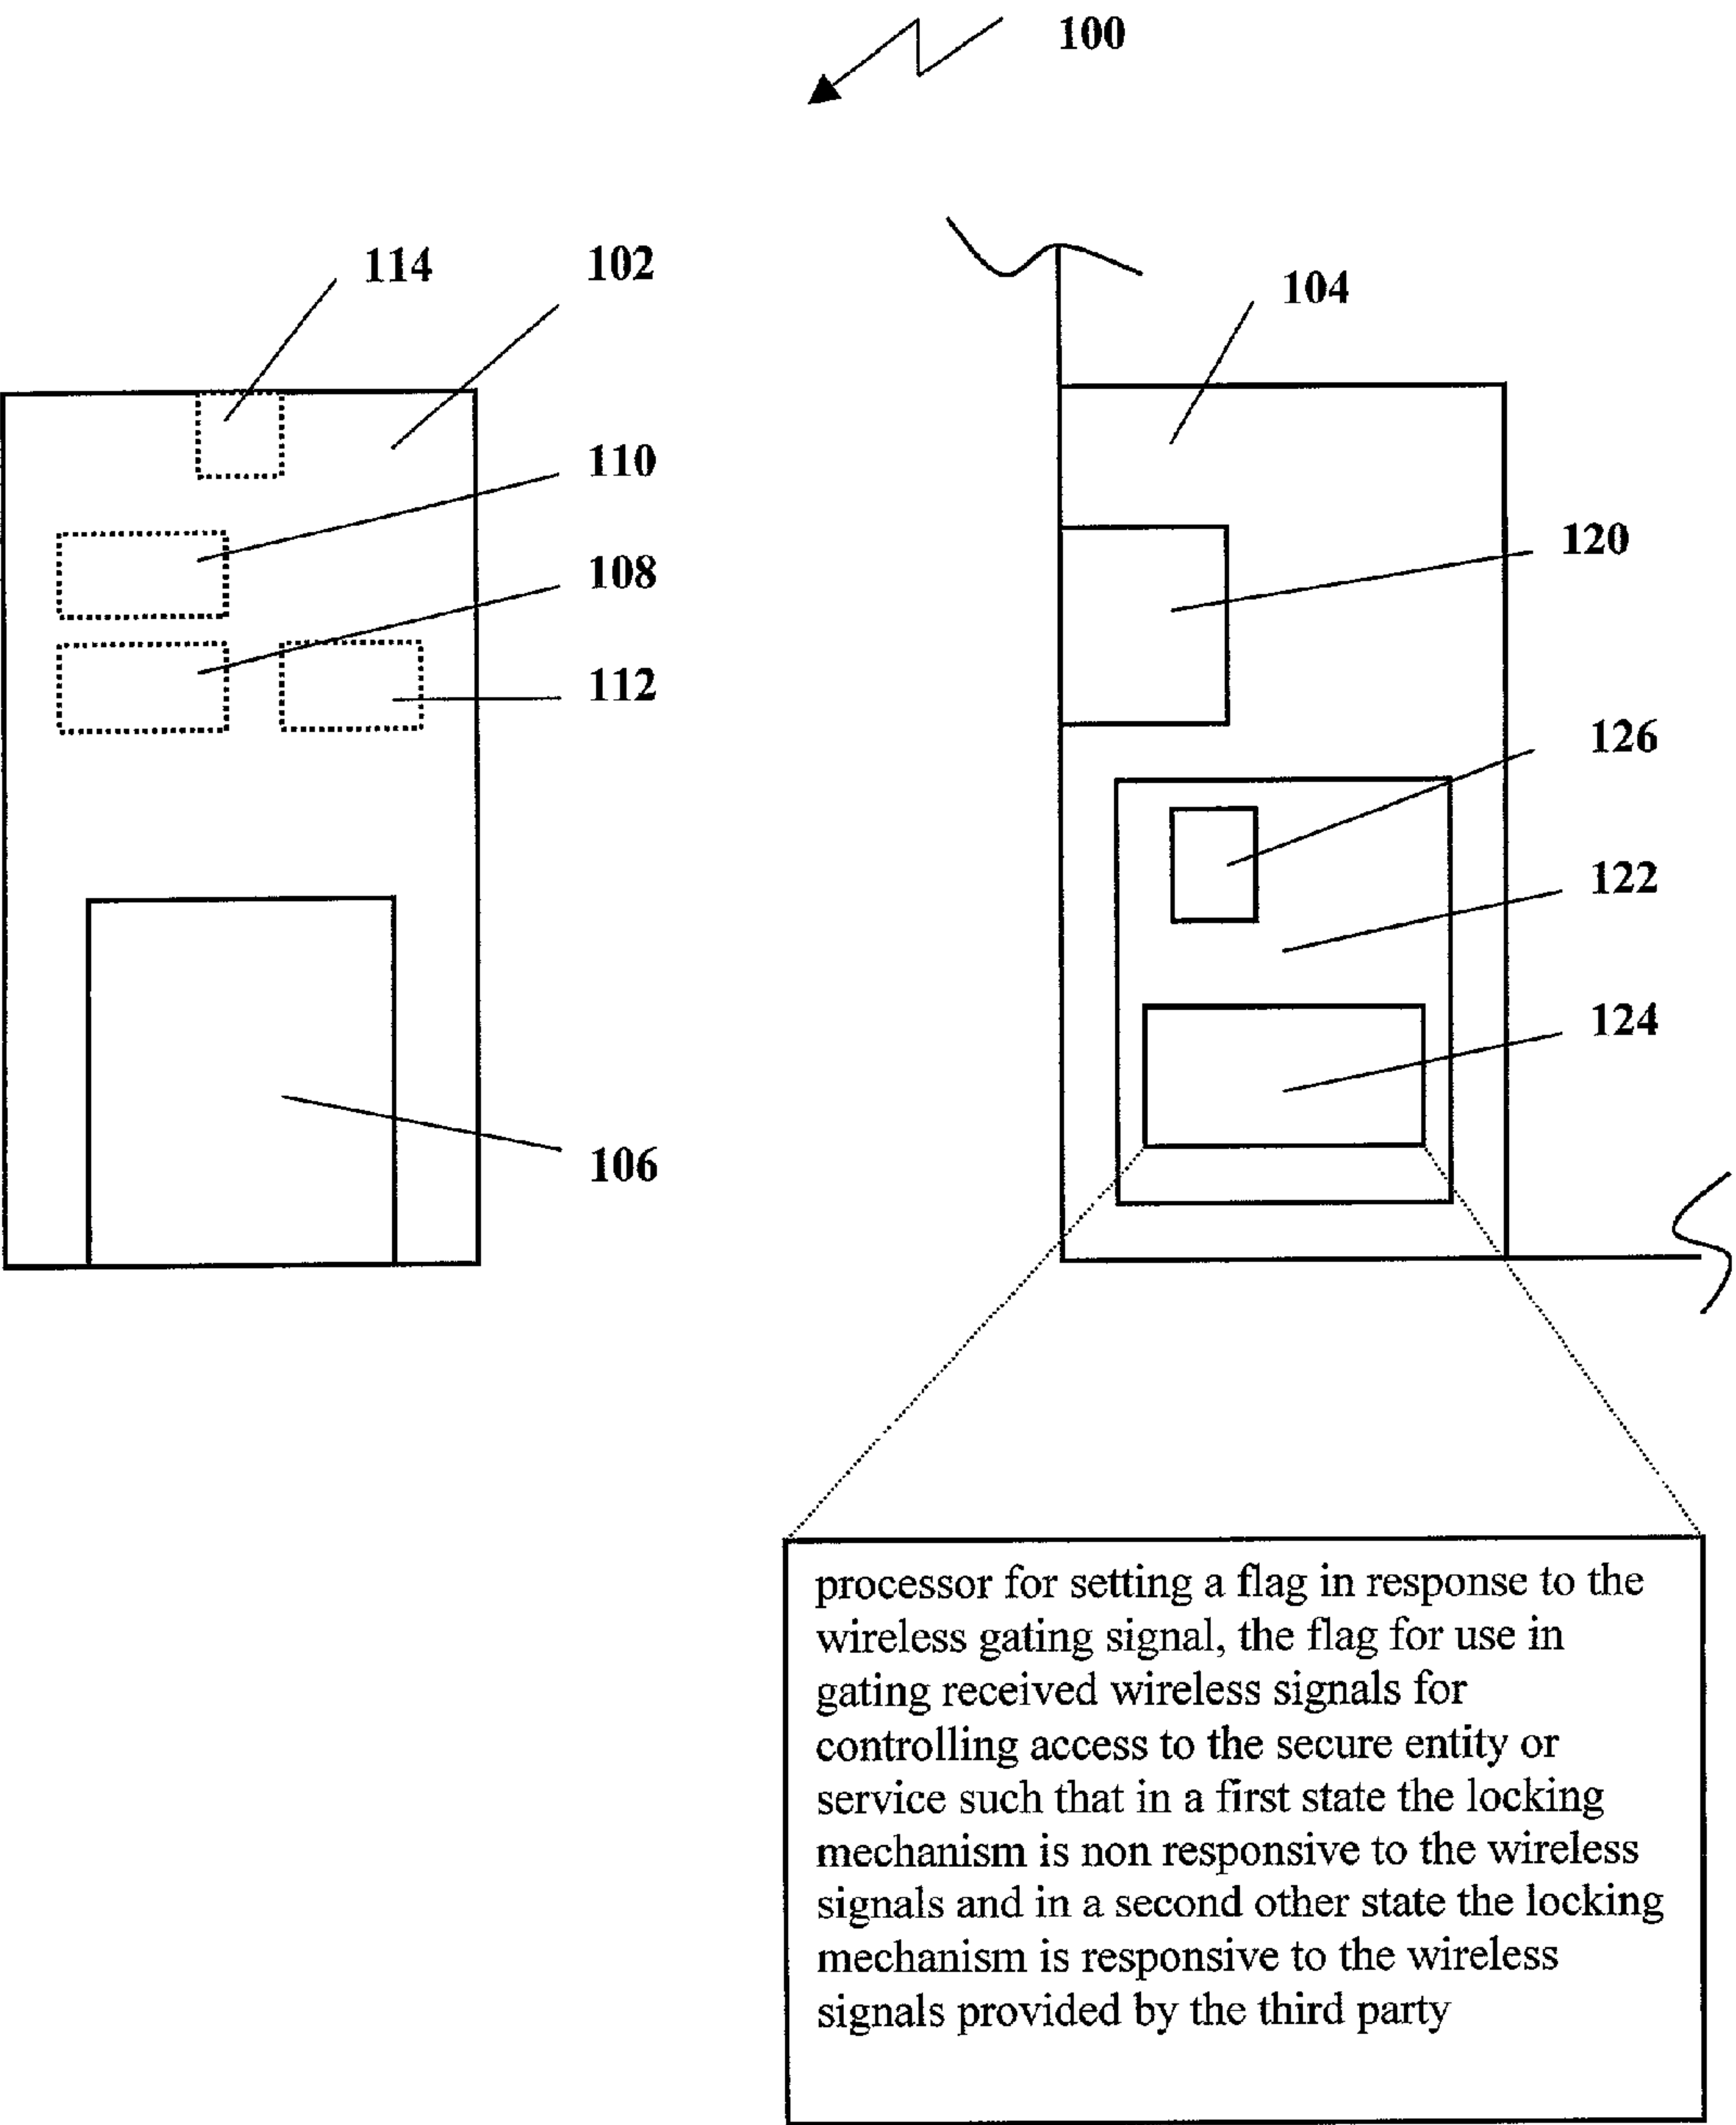 100
114
102
104
110
120
108
112
126
122
124
106
processor for setting a flag in response to the
wireless gating signal, the flag for use in
gating received wireless signals for
controlling access to the secure entity or
service such that in a first state the locking
mechanism is non responsive to the wireless
signals and in a second other state the locking
mechanism is responsive to the wireless
signals provided by the third party